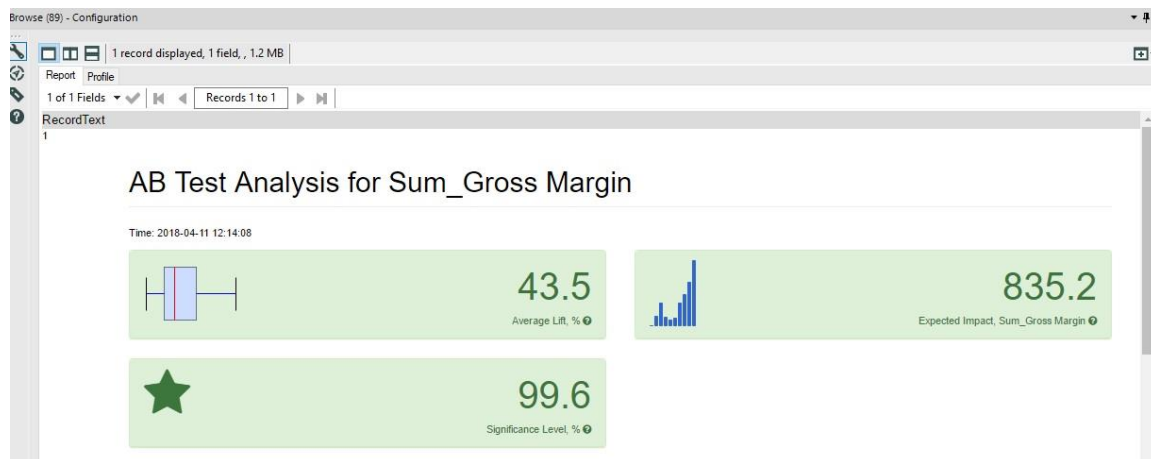 Browse (89) - Configuration
1 record displayed, 1 field, , 1.2 MB
Report Profile
1 of 1 Fields Records 1 to 1
RecordText
1
AB Test Analysis for Sum_Gross Margin
Time: 2018-04-11 12:14:08
43.5
Average Lift, %
835.2
Expected Impact, Sum_Gross Margin
99.6
Significance Level, %